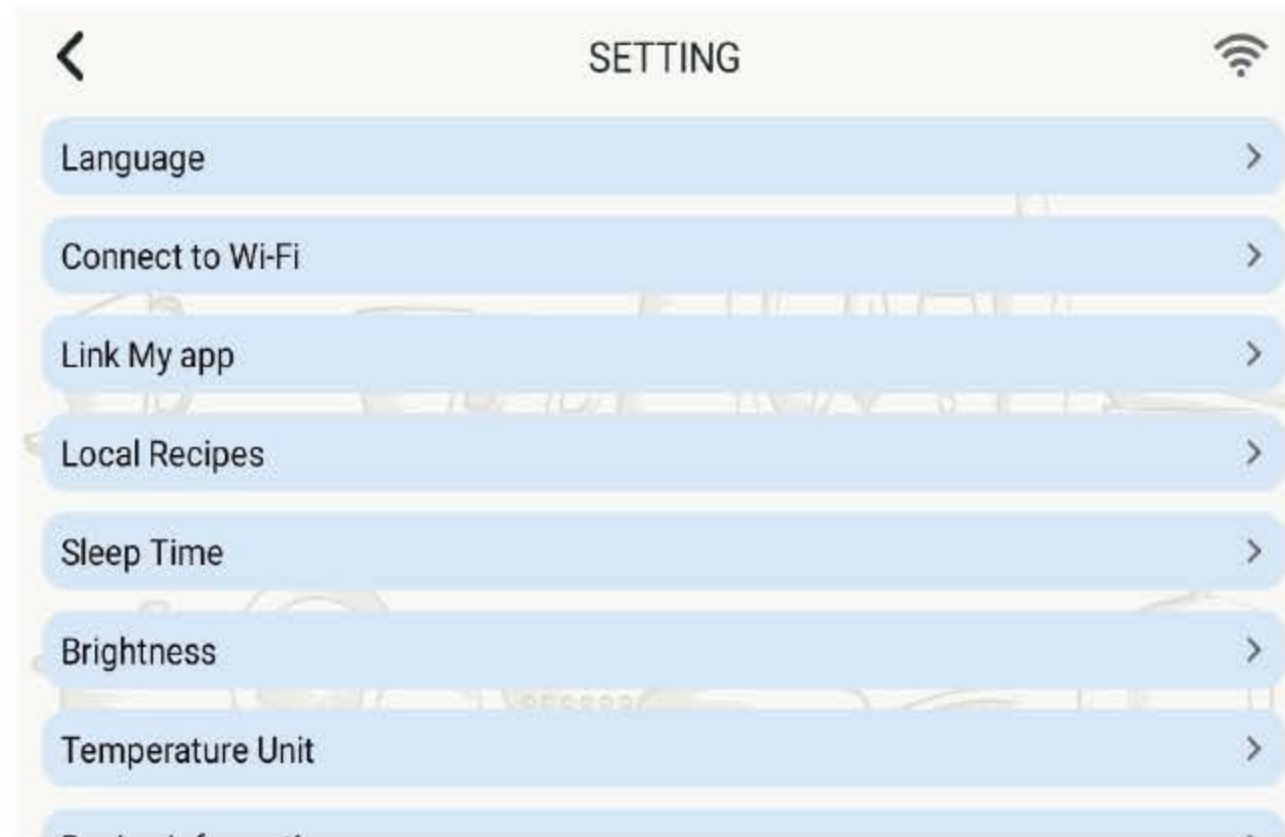 SETTING
Language
Connect to Wi-Fi
Link My app
Local Recipes
Sleep Time
Brightness
Temperature Unit